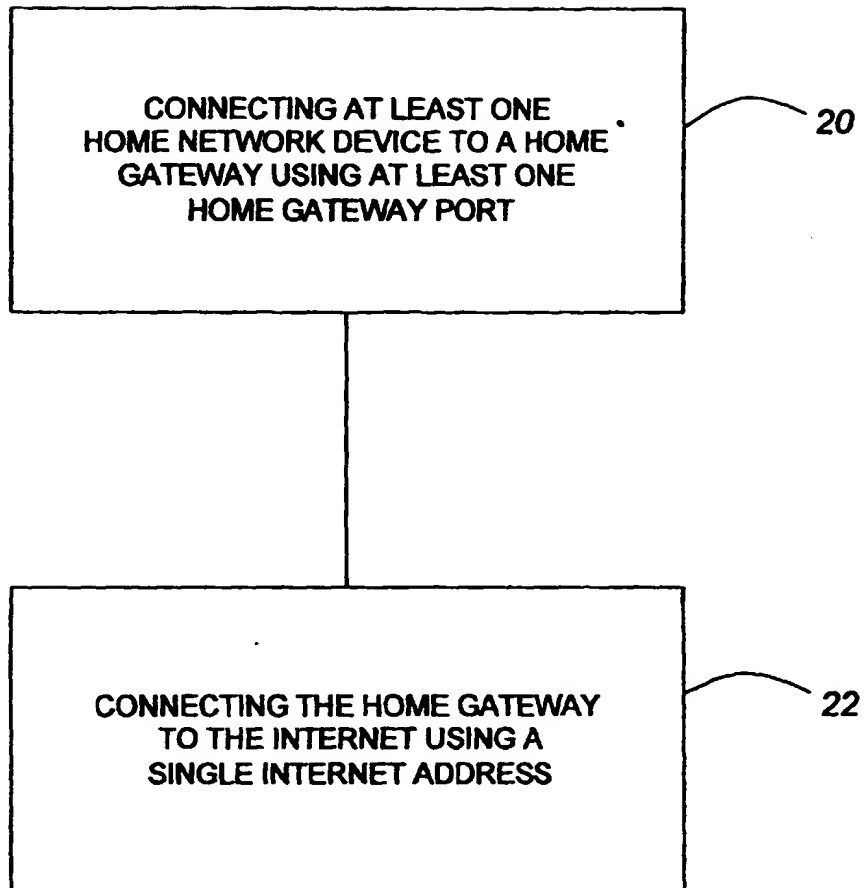 CONNECTING AT LEAST ONE
HOME NETWORK DEVICE TO A HOME
GATEWAY USING AT LEAST ONE
HOME GATEWAY PORT
20
CONNECTING THE HOME GATEWAY
TO THE INTERNET USING A
SINGLE INTERNET ADDRESS
22